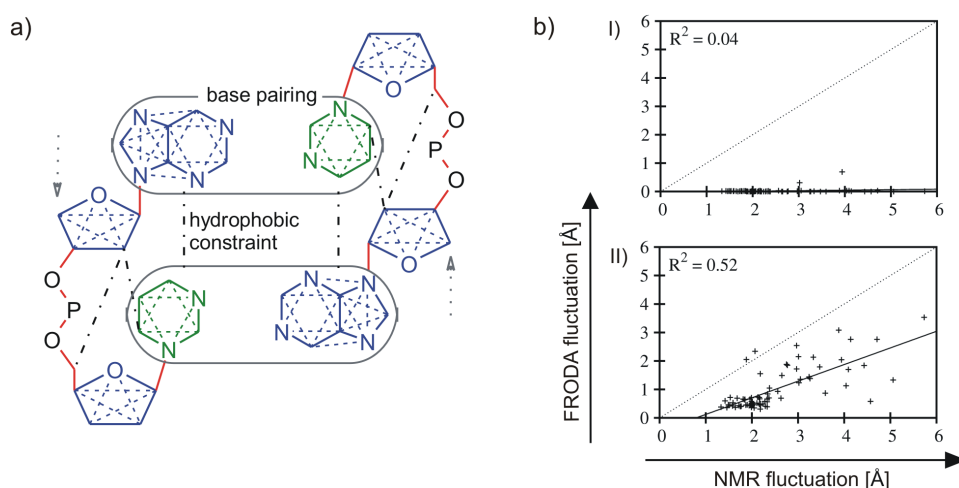 a)
base pairing
N
N
N
N
N
N
O
O
P
O
hydrophobic
constraint
O
O
O
P
O
N
N
N
N
N
N
O
b)
I)
R² = 0.04
6
5
4
3
2
1
0
0 1 2 3 4 5 6
II)
R² = 0.52
6
5
4
3
2
1
0
0 1 2 3 4 5 6
FRODA fluctuation [Å]
NMR fluctuation [Å]